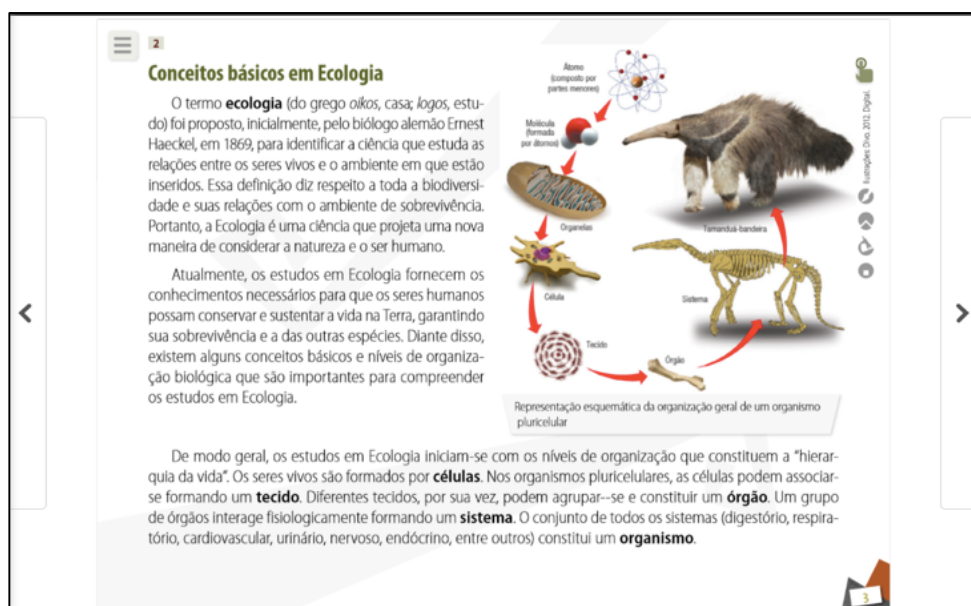 2
Conceitos básicos em Ecologia
O termo ecologia (do grego oikos, casa; logos, estu-
do) foi proposto, inicialmente, pelo biólogo alemão Ernest
Haeckel, em 1869, para identificar a ciência que estuda as
relações entre os seres vivos e o ambiente em que estão
inseridos. Essa definição diz respeito a toda a biodiversi-
dade e suas relações com o ambiente de sobrevivência.
Portanto, a Ecologia é uma ciência que projeta uma nova
maneira de considerar a natureza e o ser humano.
Atualmente, os estudos em Ecologia fornecem os
conhecimentos necessários para que os seres humanos
possam conservar e sustentar a vida na Terra, garantindo
sua sobrevivência e a das outras espécies. Diante disso,
existem alguns conceitos básicos e níveis de organiza-
ção biológica que são importantes para compreender
os estudos em Ecologia.
Átomo
(composto por
partes menores)
Molécula
(formada
por átomos)
Organelas
Célula
Tecido
Órgão
Sistema
Tamanduá-bandeira
Ilustrações: Divo. 2012. Digital.
Representação esquemática da organização geral de um organismo
pluricelular
De modo geral, os estudos em Ecologia iniciam-se com os níveis de organização que constituem a “hierar-
quia da vida”. Os seres vivos são formados por células. Nos organismos pluricelulares, as células podem associar-
se formando um tecido. Diferentes tecidos, por sua vez, podem agrupar--se e constituir um órgão. Um grupo
de órgãos interage fisiologicamente formando um sistema. O conjunto de todos os sistemas (digestório, respira-
tório, cardiovascular, urinário, nervoso, endócrino, entre outros) constitui um organismo.
3